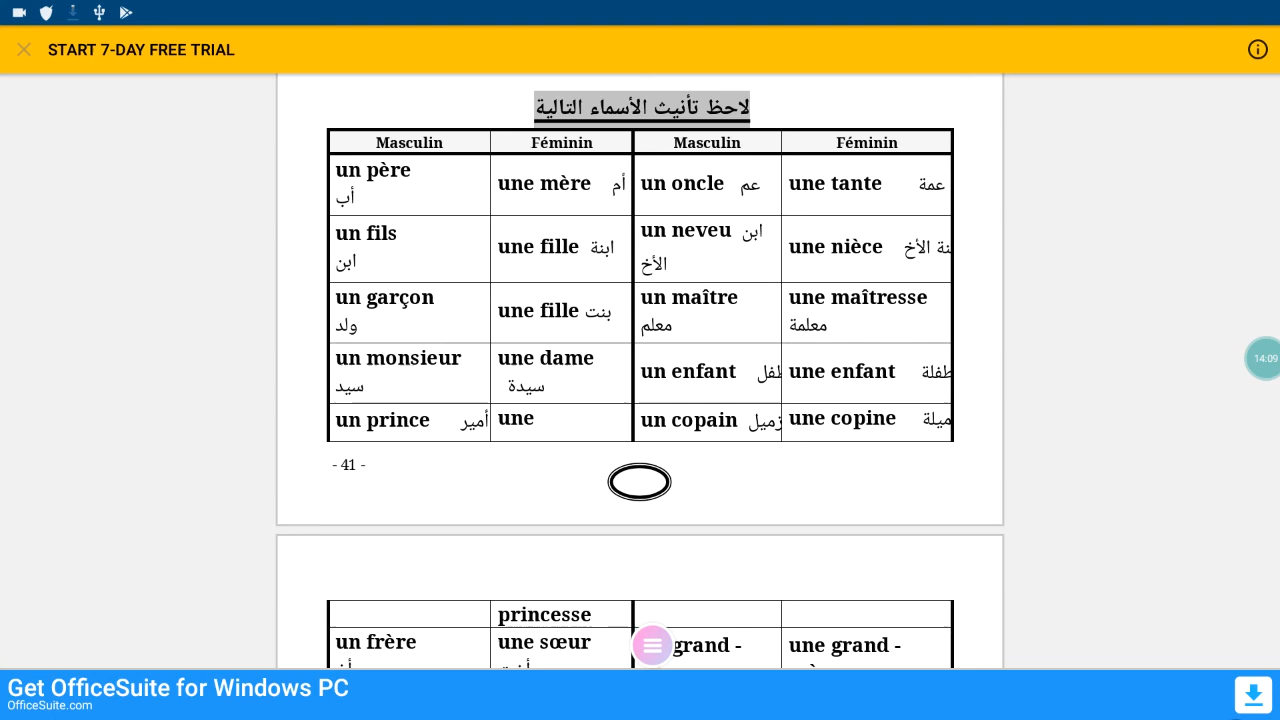 START 7-DAY FREE TRIAL
لاحظ تأنيث الأسماء التالية
Masculin Féminin Masculin Féminin
un père أب
une mère أم
un oncle عم
une tante عمة
un fils ابن
une fille ابنة
un neveu ابن الأخ
une nièce نة الأخ
un garçon ولد
une fille بنت
un maître معلم
une maîtresse معلمة
un monsieur سيد
une dame سيدة
un enfant طفل
une enfant طفلة
un prince أمير
une
un copain زميل
une copine ميلة
- 41 -
princesse
un frère
une sœur
grand -
une grand -
14:09
Get OfficeSuite for Windows PC
OfficeSuite.com